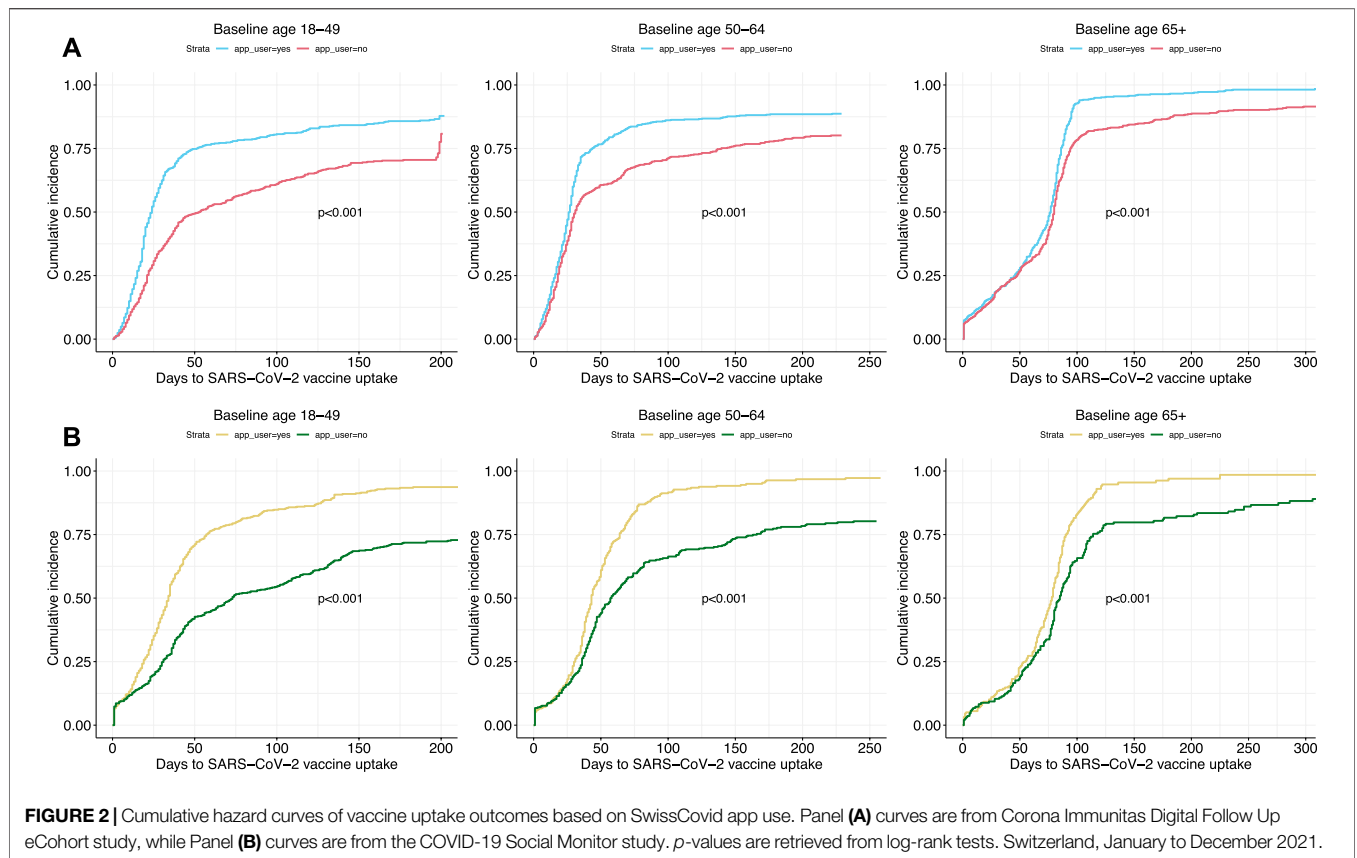 A
Baseline age 18−49
Strata app_user=yes app_user=no
1.00
0.75
0.50
0.25
0.00
Cumulative incidence
p<0.001
0 50 100 150 200
Days to SARS−CoV−2 vaccine uptake
Baseline age 50−64
Strata app_user=yes app_user=no
1.00
0.75
0.50
0.25
0.00
Cumulative incidence
p<0.001
0 50 100 150 200 250
Days to SARS−CoV−2 vaccine uptake
Baseline age 65+
Strata app_user=yes app_user=no
1.00
0.75
0.50
0.25
0.00
Cumulative incidence
p<0.001
0 50 100 150 200 250 300
Days to SARS−CoV−2 vaccine uptake
B
Baseline age 18−49
Strata app_user=yes app_user=no
1.00
0.75
0.50
0.25
0.00
Cumulative incidence
p<0.001
0 50 100 150 200
Days to SARS−CoV−2 vaccine uptake
Baseline age 50−64
Strata app_user=yes app_user=no
1.00
0.75
0.50
0.25
0.00
Cumulative incidence
p<0.001
0 50 100 150 200 250
Days to SARS−CoV−2 vaccine uptake
Baseline age 65+
Strata app_user=yes app_user=no
1.00
0.75
0.50
0.25
0.00
Cumulative incidence
p<0.001
0 50 100 150 200 250 300
Days to SARS−CoV−2 vaccine uptake
FIGURE 2 | Cumulative hazard curves of vaccine uptake outcomes based on SwissCovid app use. Panel (A) curves are from Corona Immunitas Digital Follow Up
eCohort study, while Panel (B) curves are from the COVID-19 Social Monitor study. p-values are retrieved from log-rank tests. Switzerland, January to December 2021.